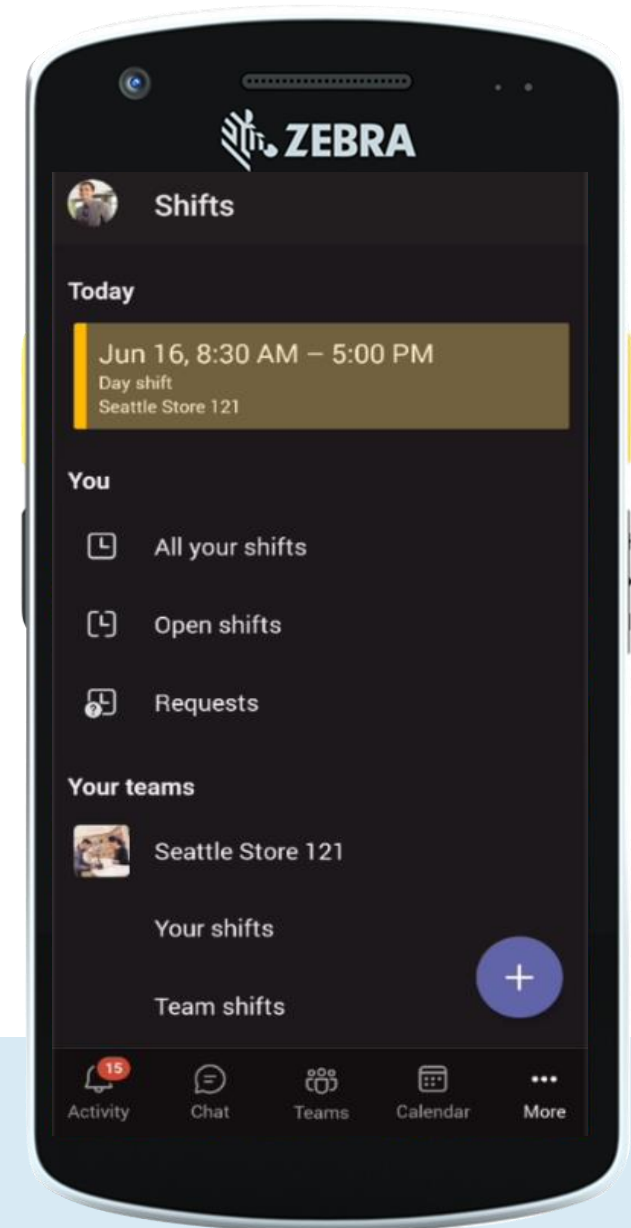 ZEBRA
Shifts
Today
Jun 16, 8:30 AM – 5:00 PM
Day shift
Seattle Store 121
You
All your shifts
Open shifts
Requests
Your teams
Seattle Store 121
Your shifts
Team shifts
15
Activity
Chat
Teams
Calendar
More